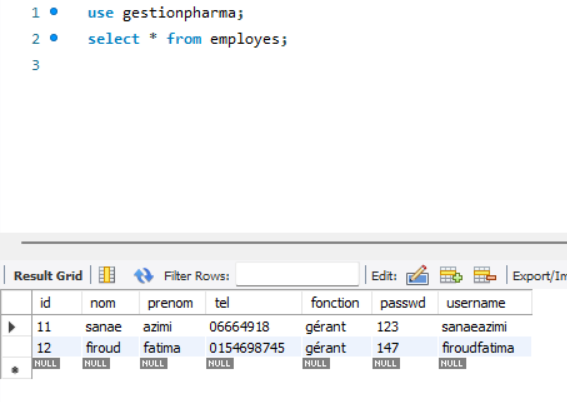 1 use gestionpharma;
2 select * from employes;
3
Result Grid Filter Rows: Edit: Export/Im
id nom prenom tel fonction passwd username
11 sanae azimi 06664918 gérant 123 sanaeazimi
12 firoud fatima 0154698745 gérant 147 firoudfatima
NULL NULL NULL NULL NULL NULL NULL